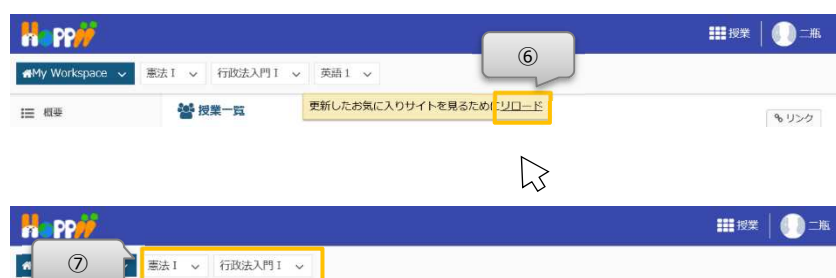 HoPPii
授業 二瓶
⑥
My Workspace 憲法 I 行政法入門 I 英語 1
概要 授業一覧 更新したお気に入りサイトを見るためにリロード
リンク
HoPPii
授業 二瓶
⑦
憲法 I 行政法入門 I